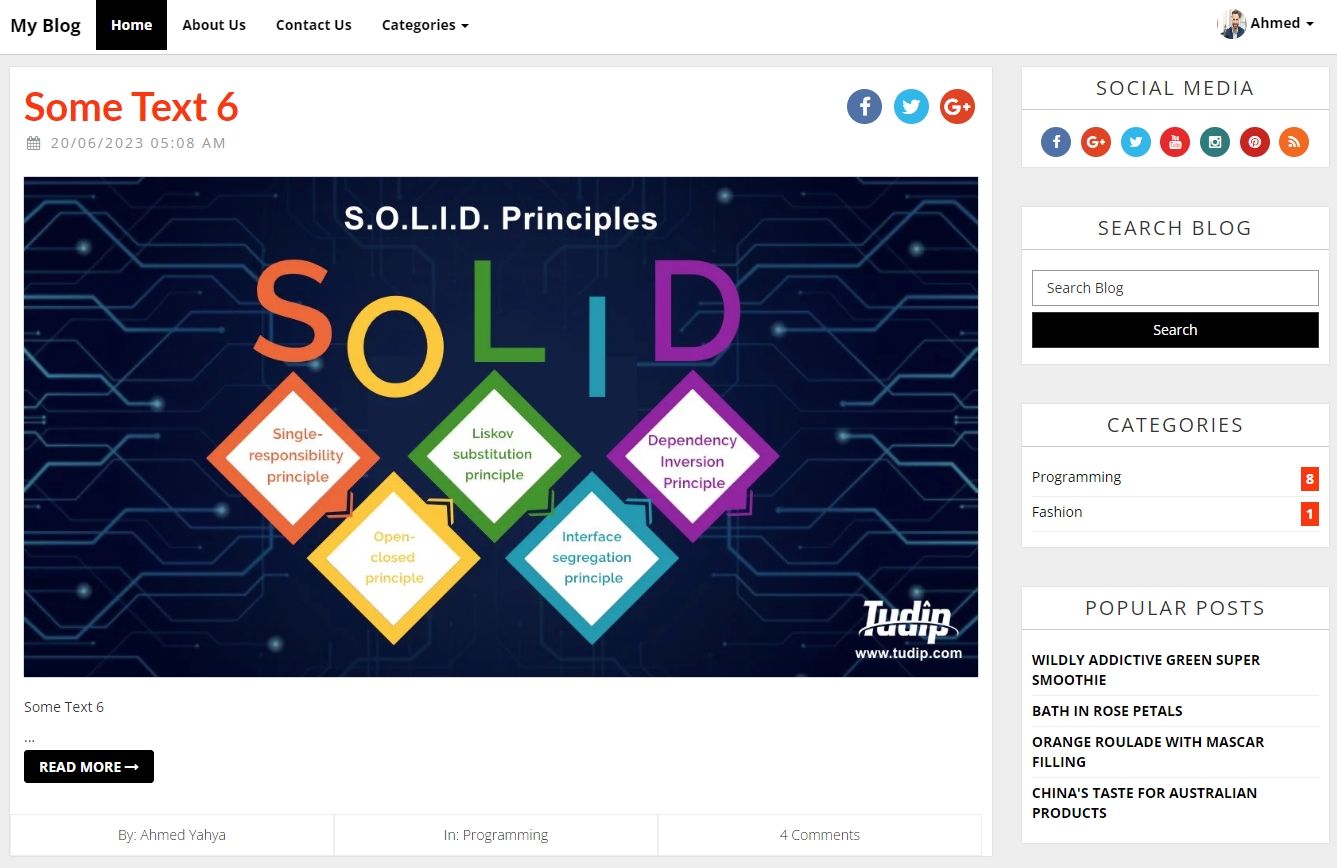 My Blog Home About Us Contact Us Categories Ahmed
Some Text 6
20/06/2023 05:08 AM
S.O.L.I.D. Principles
SOLID
Single-
responsibility
principle
Open-
closed
principle
Liskov
substitution
principle
Interface
segregation
principle
Dependency
Inversion
Principle
Tudip
www.tudip.com
Some Text 6
...
READ MORE
By: Ahmed Yahya In: Programming 4 Comments
SOCIAL MEDIA
SEARCH BLOG
Search Blog
Search
CATEGORIES
Programming 8
Fashion 1
POPULAR POSTS
WILDLY ADDICTIVE GREEN SUPER
SMOOTHIE
BATH IN ROSE PETALS
ORANGE ROULADE WITH MASCAR
FILLING
CHINA'S TASTE FOR AUSTRALIAN
PRODUCTS